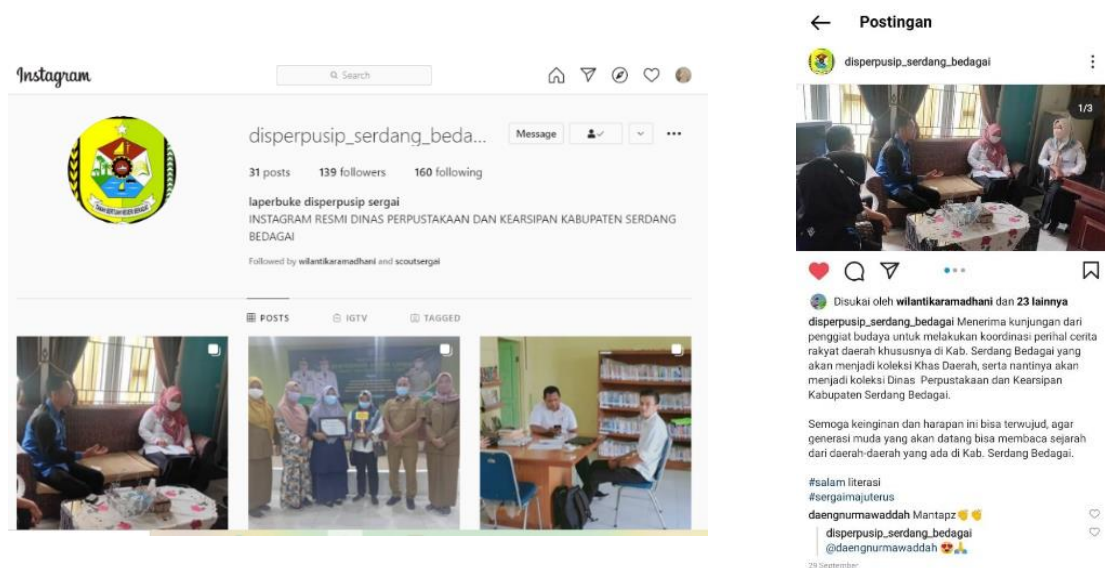 Instagram
Search
disperpusip_serdang_beda...
Message
31 posts 139 followers 160 following
laperbuke disperpusip sergai
INSTAGRAM RESMI DINAS PERPUSTAKAAN DAN KEARSIPAN KABUPATEN SERDANG
BEDAGAI
Followed by wilantikaramadhani and scoutsergai
POSTS IGTV TAGGED
Postingan
disperpusip_serdang_bedagai
1/3
Disukai oleh wilantikaramadhani dan 23 lainnya
disperpusip_serdang_bedagai Menerima kunjungan dari
penggiat budaya untuk melakukan koordinasi perihal cerita
rakyat daerah khususnya di Kab. Serdang Bedagai yang
akan menjadi koleksi Khas Daerah, serta nantinya akan
menjadi koleksi Dinas Perpustakaan dan Kearsipan
Kabupaten Serdang Bedagai.
Semoga keinginan dan harapan ini bisa terwujud, agar
generasi muda yang akan datang bisa membaca sejarah
dari daerah-daerah yang ada di Kab. Serdang Bedagai.
#salam literasi
#sergaimajuterus
daengnurmawaddah Mantapz
disperpusip_serdang_bedagai
@daengnurmawaddah
29 September